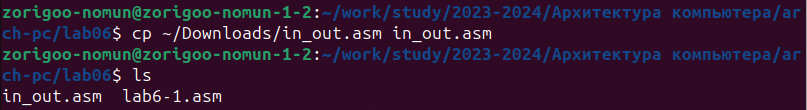 zorigoo-nomun@zorigoo-nomun-1-2:~/work/study/2023-2024/Архитектура компьютера/ar
ch-pc/lab06$ cp ~/Downloads/in_out.asm in_out.asm
zorigoo-nomun@zorigoo-nomun-1-2:~/work/study/2023-2024/Архитектура компьютера/ar
ch-pc/lab06$ ls
in_out.asm  lab6-1.asm